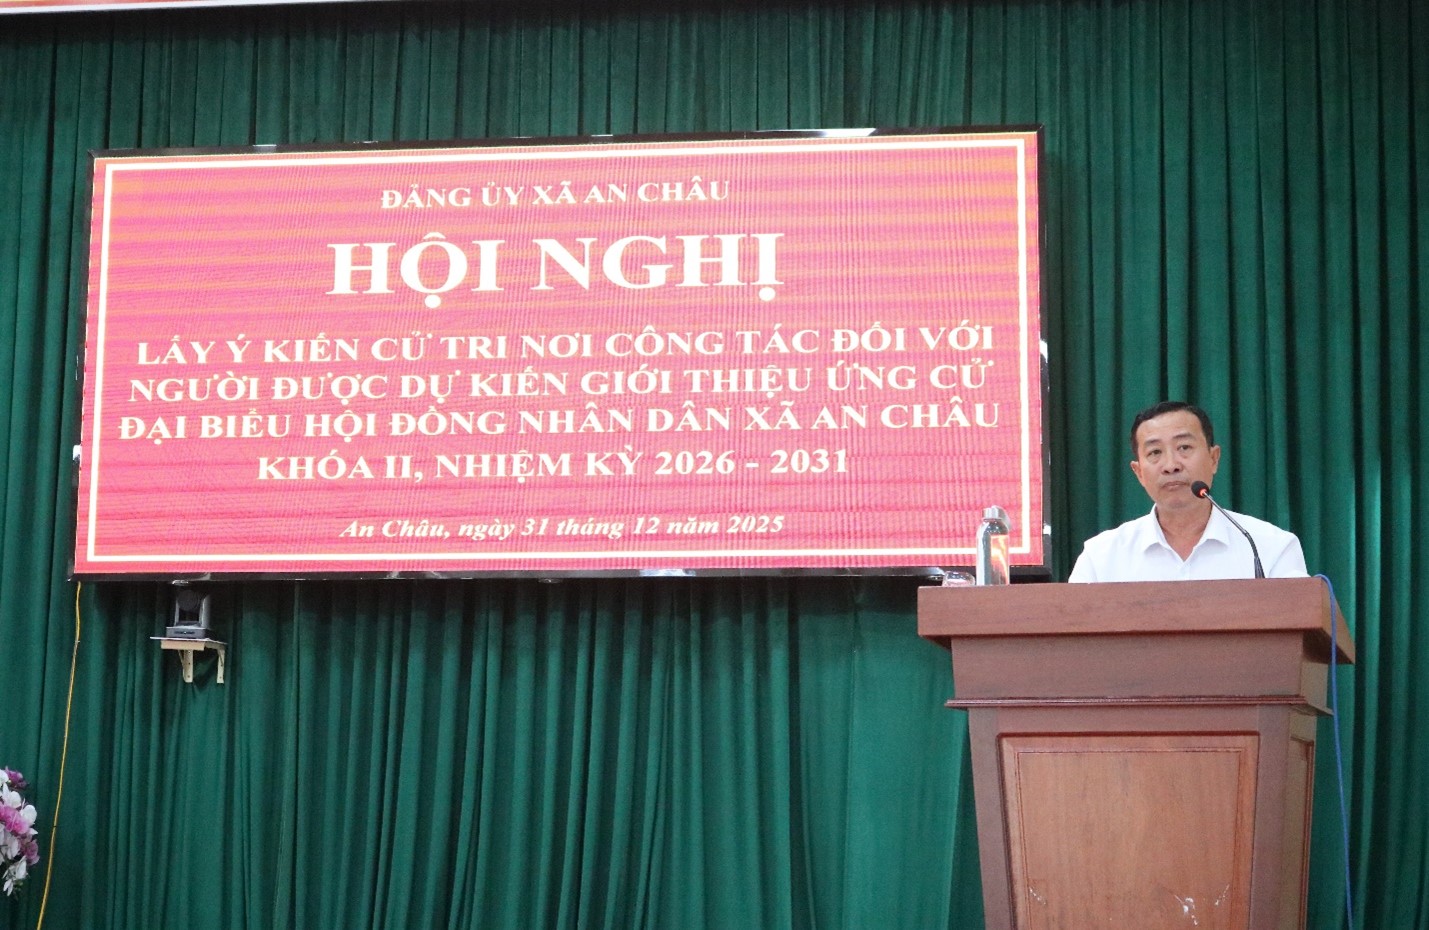 ĐẢNG ỦY XÃ AN CHÂU
HỘI NGHỊ
LẤY Ý KIẾN CỬ TRI NƠI CÔNG TÁC ĐỐI VỚI
NGƯỜI ĐƯỢC DỰ KIẾN GIỚI THIỆU ỨNG CỬ
ĐẠI BIỂU HỘI ĐỒNG NHÂN DÂN XÃ AN CHÂU
KHÓA II, NHIỆM KỲ 2026 - 2031
An Châu, ngày 31 tháng 12 năm 2025